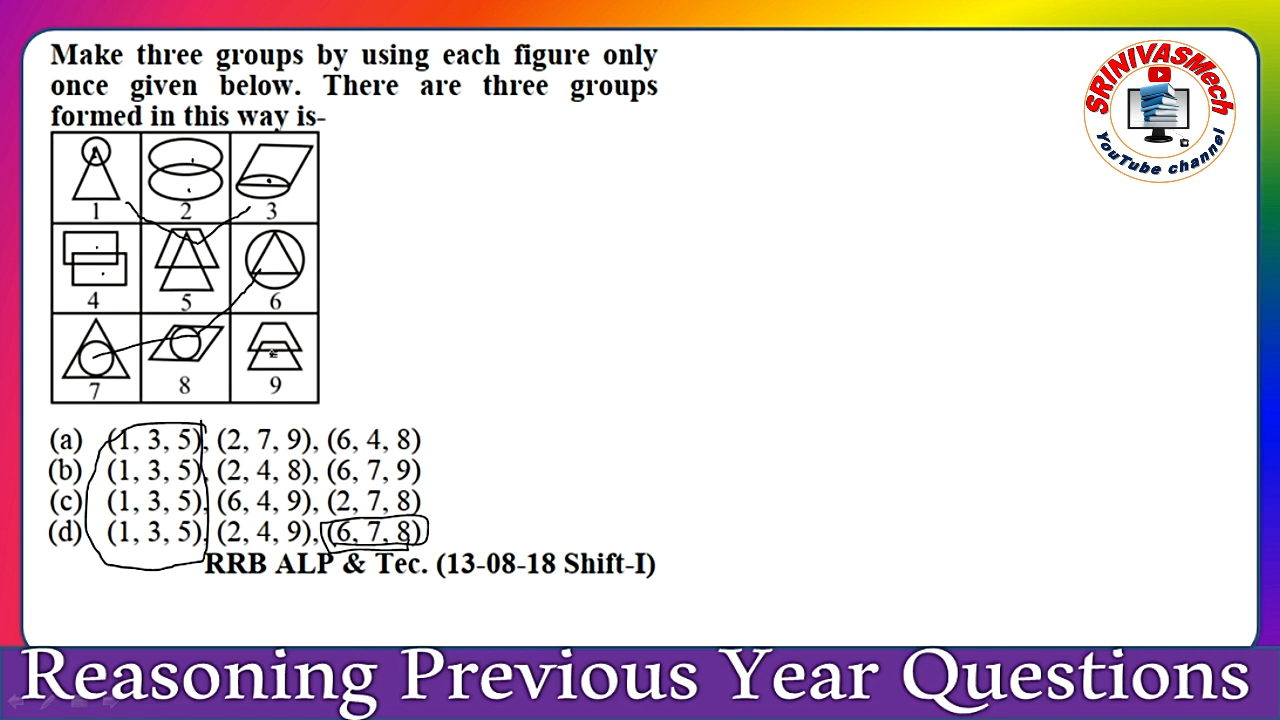 Make three groups by using each figure only
once given below. There are three groups
formed in this way is-
1 2 3
4 5 6
7 8 9
(a) (1, 3, 5), (2, 7, 9), (6, 4, 8)
(b) (1, 3, 5), (2, 4, 8), (6, 7, 9)
(c) (1, 3, 5), (6, 4, 9), (2, 7, 8)
(d) (1, 3, 5), (2, 4, 9), (6, 7, 8)
RRB ALP & Tec. (13-08-18 Shift-I)
SRINIVASMech
YouTube channel
Reasoning Previous Year Questions